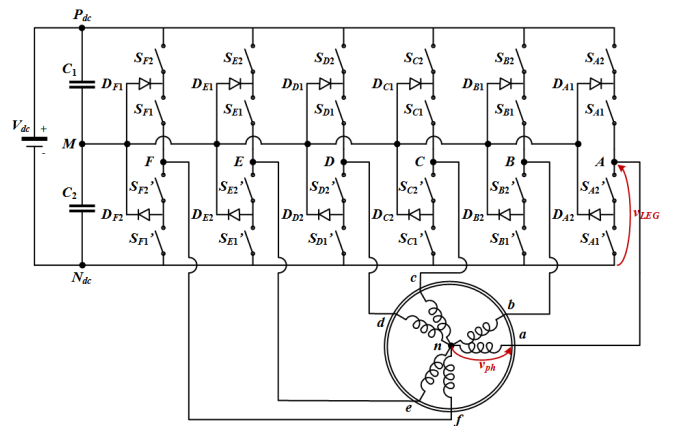 P_dc
S_F2 S_E2 S_D2 S_C2 S_B2 S_A2
C_1 D_F1 D_E1 D_D1 D_C1 D_B1 D_A1
S_F1 S_E1 S_D1 S_C1 S_B1 S_A1
V_dc + -
M
F E D C B A
S_F2' S_E2' S_D2' S_C2' S_B2' S_A2'
C_2 D_F2 D_E2 D_D2 D_C2 D_B2 D_A2 v_LEG
S_F1' S_E1' S_D1' S_C1' S_B1' S_A1'
N_dc
c
b
d
a
n
v_ph
e
f